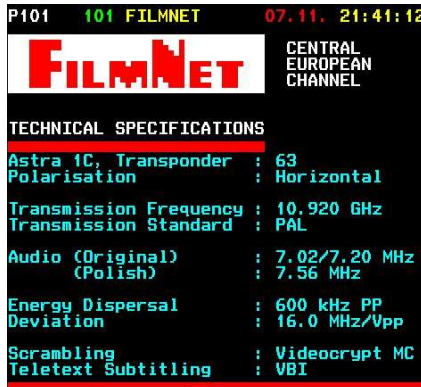 P101 101 FILMNET 07.11. 21:41:12
FILMNET
CENTRAL
EUROPEAN
CHANNEL
TECHNICAL SPECIFICATIONS
Astra 1C, Transponder : 63
Polarisation : Horizontal
Transmission Frequency : 10.920 GHz
Transmission Standard : PAL
Audio (Original) : 7.02/7.20 MHz
(Polish) : 7.56 MHz
Energy Dispersal : 600 kHz PP
Deviation : 16.0 MHz/Vpp
Scrambling : Videocrypt MC
Teletext Subtitling : VBI